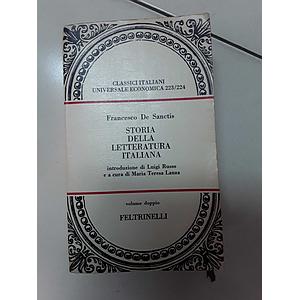 CLASSICI ITALIANI
UNIVERSALE ECONOMICA 223/224
Francesco De Sanctis
STORIA
DELLA
LETTERATURA
ITALIANA
introduzione di Luigi Russo
e a cura di Maria Teresa Lanza
volume doppio
FELTRINELLI